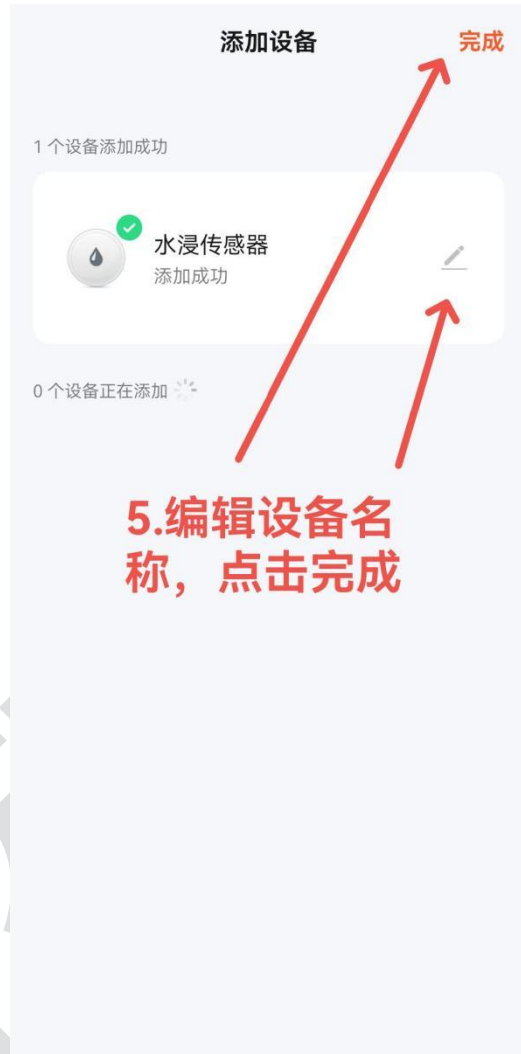 添加设备
完成
1 个设备添加成功
水浸传感器
添加成功
0 个设备正在添加
5.编辑设备名
称，点击完成